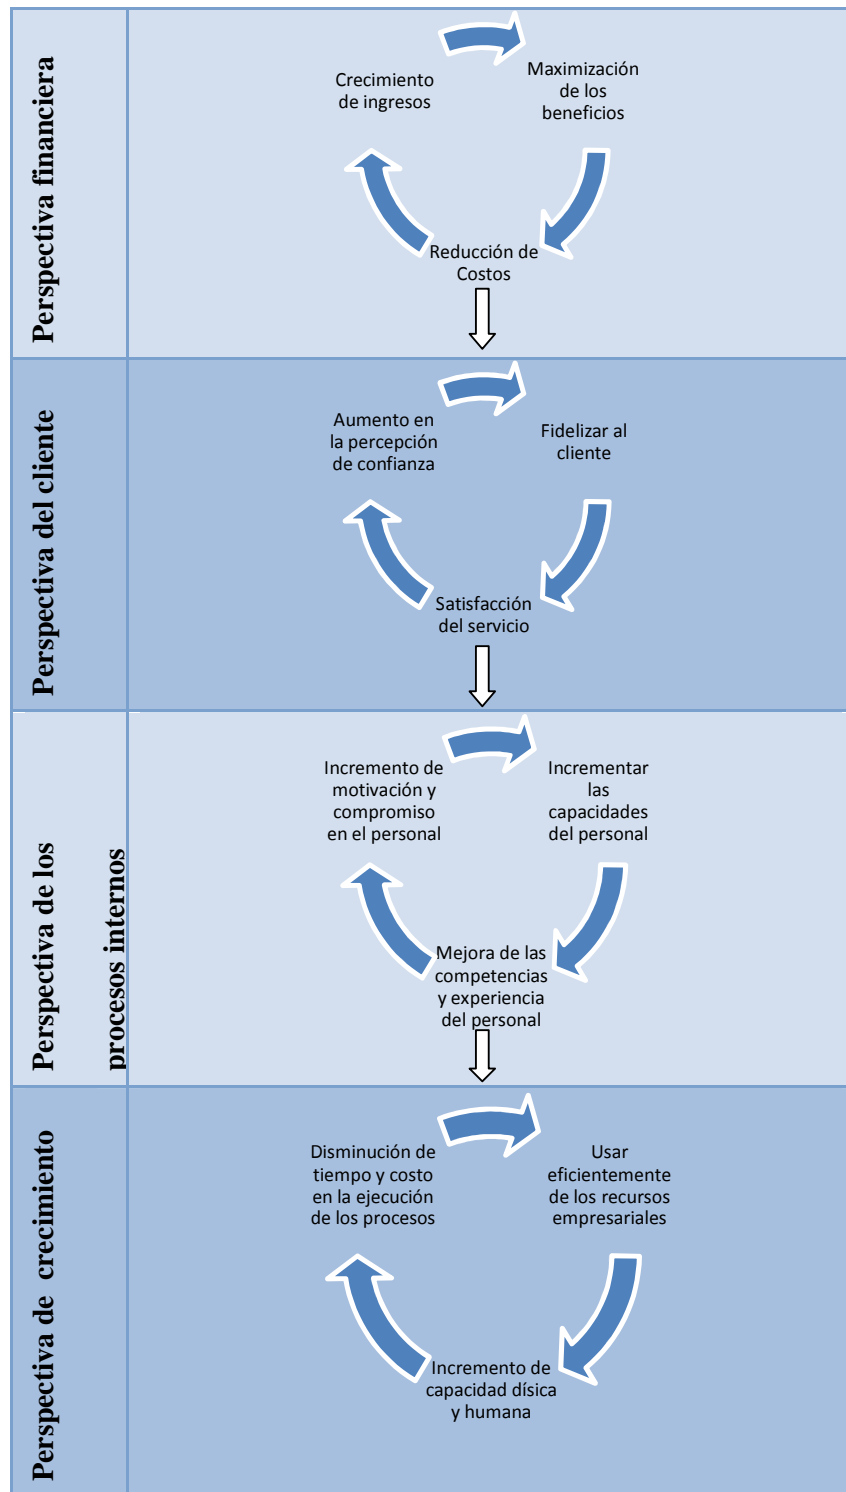 Perspectiva financiera
Crecimiento
de ingresos
Maximización
de los
beneficios
Reducción de
Costos
Perspectiva del cliente
Aumento en
la percepción
de confianza
Fidelizar al
cliente
Satisfacción
del servicio
Perspectiva de los
procesos internos
Incremento de
motivación y
compromiso
en el personal
Incrementar
las
capacidades
del personal
Mejora de las
competencias
y experiencia
del personal
Perspectiva de crecimiento
Disminución de
tiempo y costo
en la ejecución
de los procesos
Usar
eficientemente
de los recursos
empresariales
Incremento de
capacidad dísica
y humana